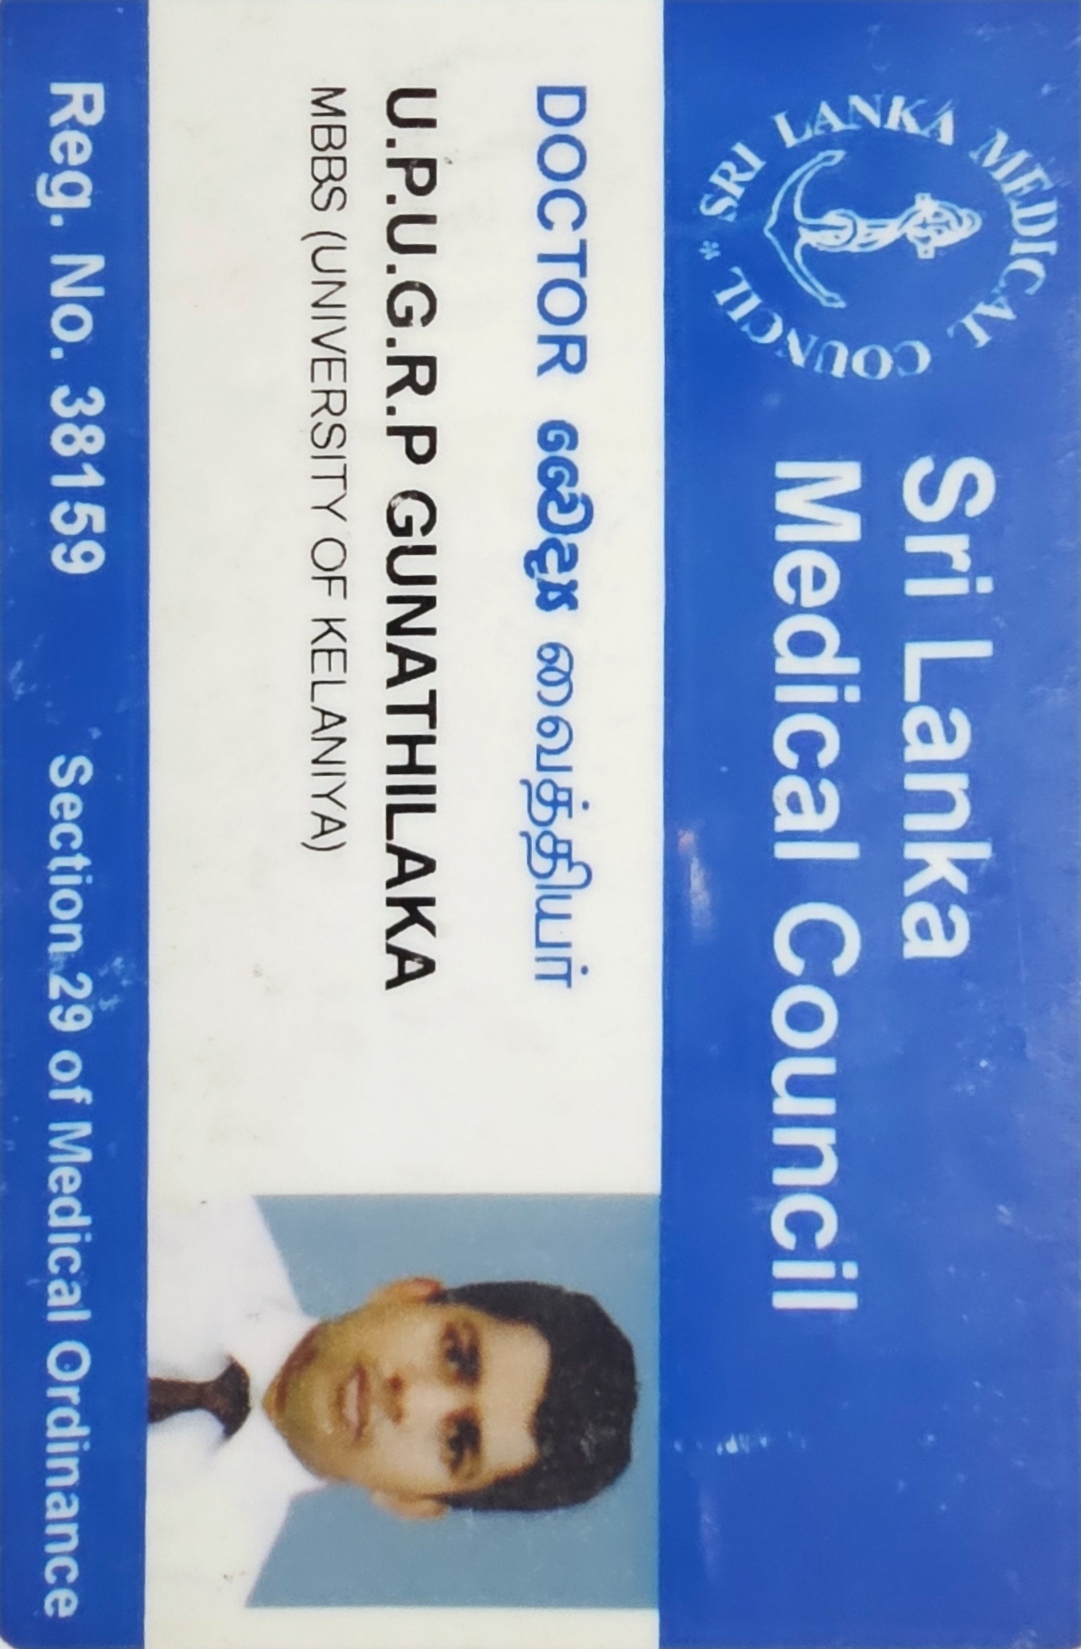 SRI LANKA MEDICAL COUNCIL *
Sri Lanka
Medical Council
DOCTOR වෛද්‍ය வைத்தியர்
U.P.U.G.R.P GUNATHILAKA
MBBS (UNIVERSITY OF KELANIYA)
Reg. No. 38159 Section 29 of Medical Ordinance